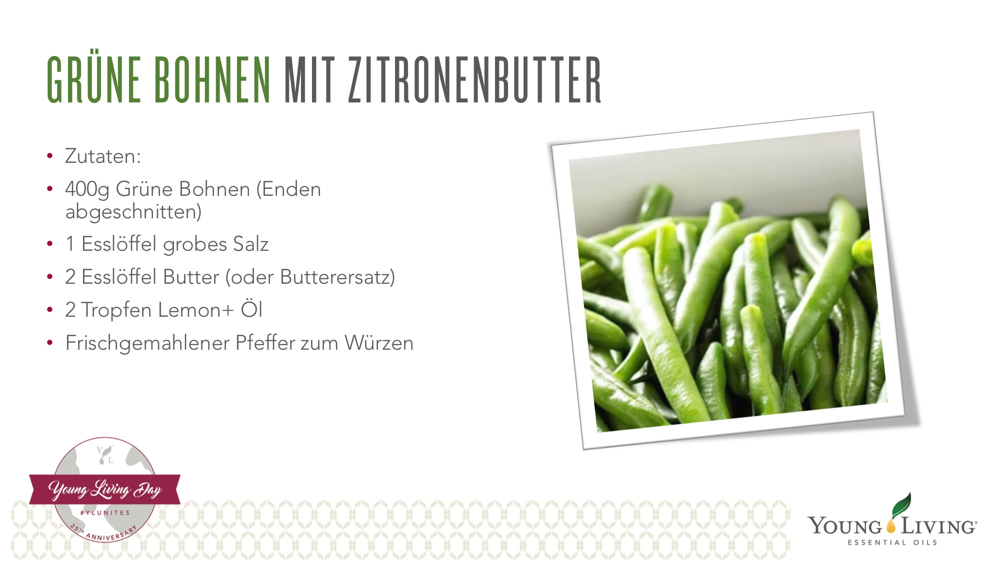 GRÜNE BOHNEN MIT ZITRONENBUTTER
• Zutaten:
• 400g Grüne Bohnen (Enden
abgeschnitten)
• 1 Esslöffel grobes Salz
• 2 Esslöffel Butter (oder Butterersatz)
• 2 Tropfen Lemon+ Öl
• Frischgemahlener Pfeffer zum Würzen
Y L
Young Living Day
#YLUNITES
25TH ANNIVERSARY
YOUNG LIVING®
ESSENTIAL OILS